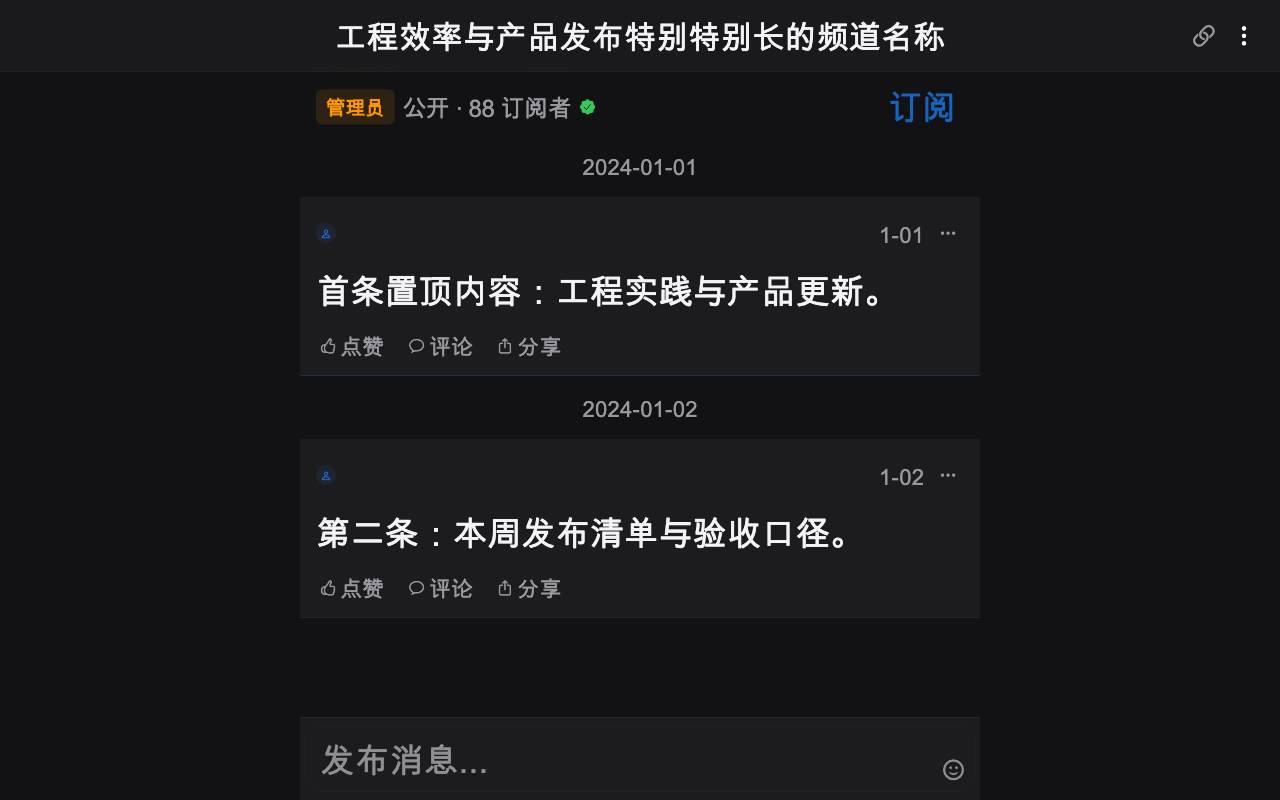 工程效率与产品发布特别特别长的频道名称
管理员 公开 · 88 订阅者 订阅
2024-01-01
1-01
首条置顶内容：工程实践与产品更新。
点赞 评论 分享
2024-01-02
1-02
第二条：本周发布清单与验收口径。
点赞 评论 分享
发布消息...